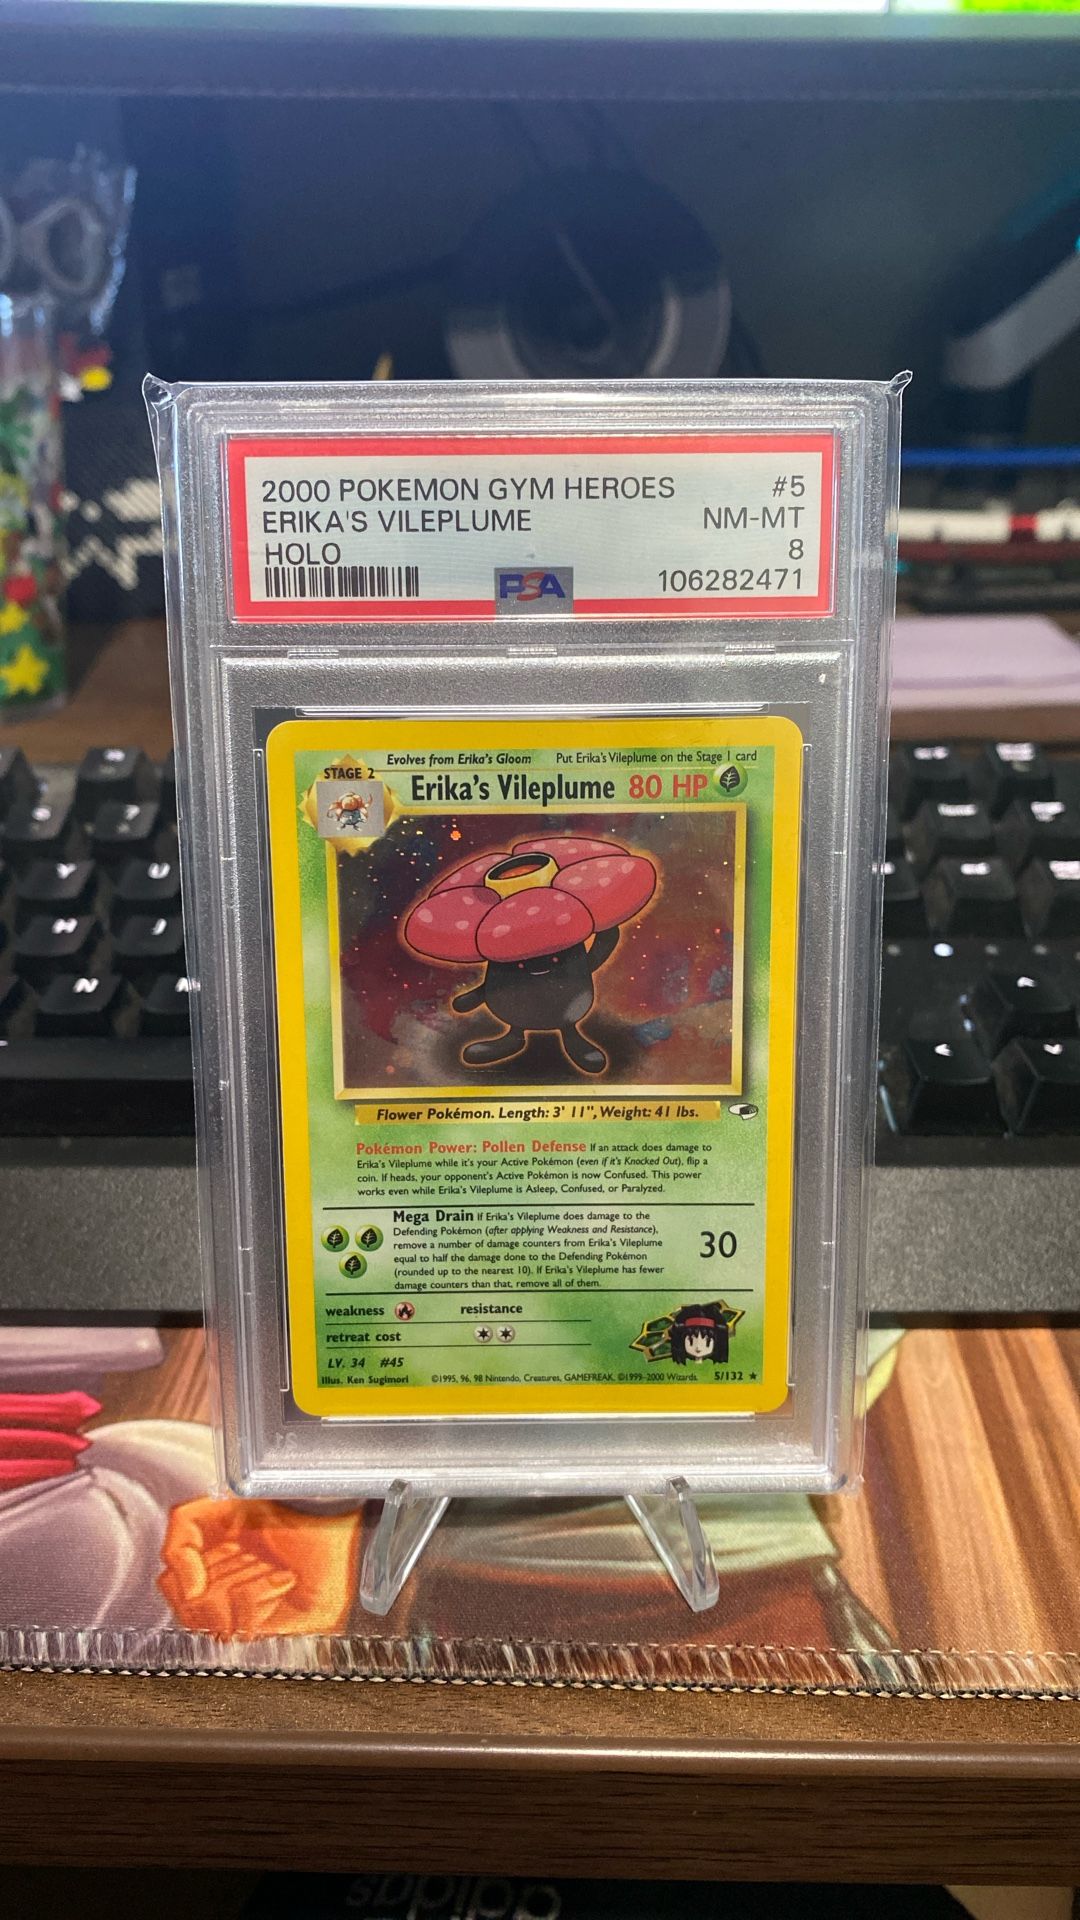 2000 POKEMON GYM HEROES #5
ERIKA'S VILEPLUME NM-MT
HOLO 8
PSA 106282471
Evolves from Erika's Gloom Put Erika's Vileplume on the Stage 1 card
STAGE 2
Erika's Vileplume 80 HP
Flower Pokémon. Length: 3' 11", Weight: 41 lbs.
Pokémon Power: Pollen Defense If an attack does damage to
Erika's Vileplume while it's your Active Pokémon (even if it's Knocked Out), flip a
coin. If heads, your opponent's Active Pokémon is now Confused. This power
works even while Erika's Vileplume is Asleep, Confused, or Paralyzed.
Mega Drain If Erika's Vileplume does damage to the
Defending Pokémon (after applying Weakness and Resistance),
remove a number of damage counters from Erika's Vileplume
equal to half the damage done to the Defending Pokémon
(rounded up to the nearest 10). If Erika's Vileplume has fewer
damage counters than that, remove all of them.
30
weakness resistance
retreat cost
LV. 34 #45
Illus. Ken Sugimori ©1995, 96, 98 Nintendo, Creatures, GAMEFREAK. ©1999-2000 Wizards. 5/132 ★
Y U
H J
N
adidas